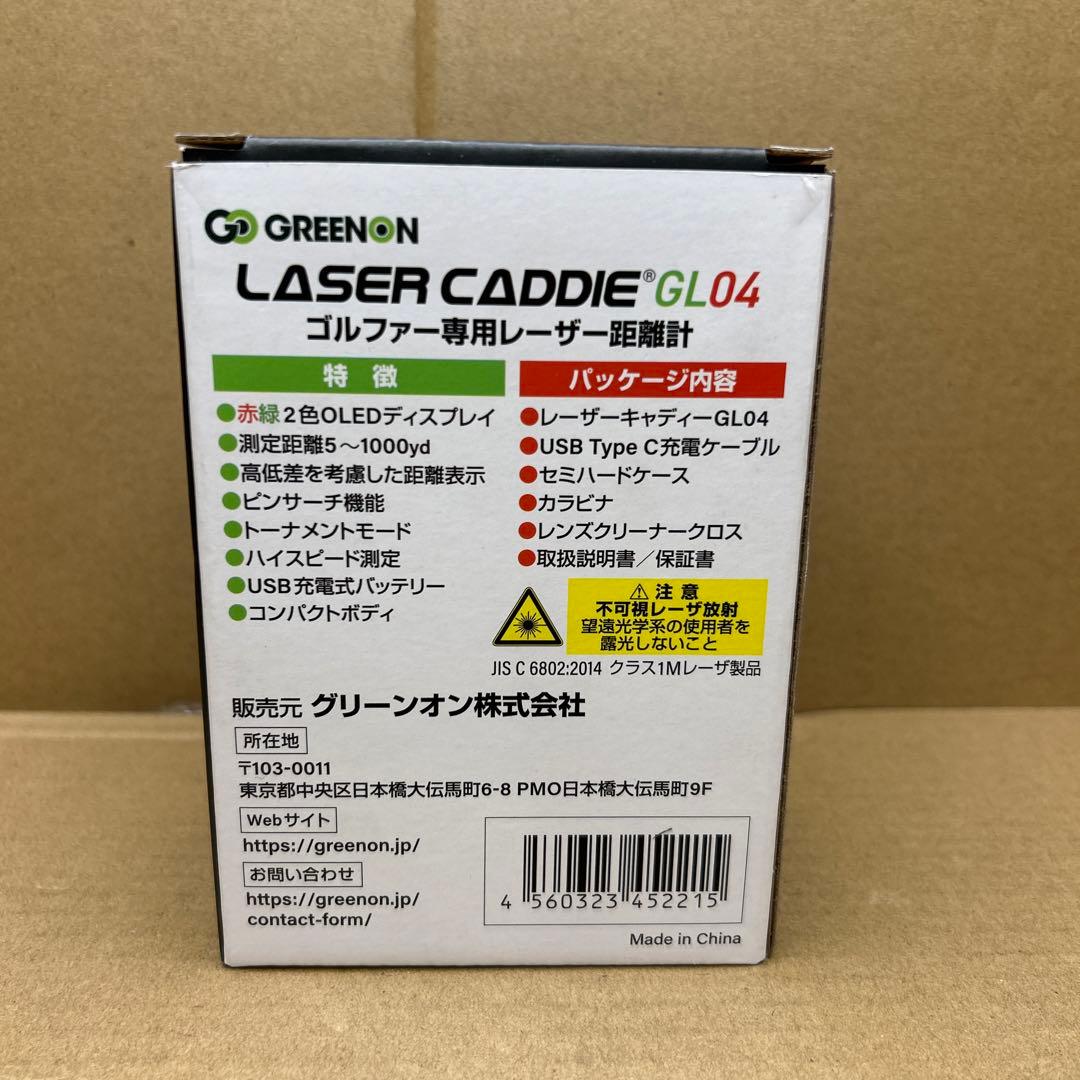 GO GREENON
LASER CADDIE® GL04
ゴルファー専用レーザー距離計
特徴
●赤緑2色OLEDディスプレイ
●測定距離5〜1000yd
●高低差を考慮した距離表示
●ピンサーチ機能
●トーナメントモード
●ハイスピード測定
●USB充電式バッテリー
●コンパクトボディ
パッケージ内容
●レーザーキャディーGL04
●USB Type C充電ケーブル
●セミハードケース
●カラビナ
●レンズクリーナークロス
●取扱説明書／保証書
⚠ 注意
不可視レーザ放射
望遠光学系の使用者を
露光しないこと
JIS C 6802:2014 クラス1Mレーザ製品
販売元 グリーンオン株式会社
所在地
〒103-0011
東京都中央区日本橋大伝馬町6-8 PMO日本橋大伝馬町9F
Webサイト
https://greenon.jp/
お問い合わせ
https://greenon.jp/
contact-form/
4 560323 452215
Made in China